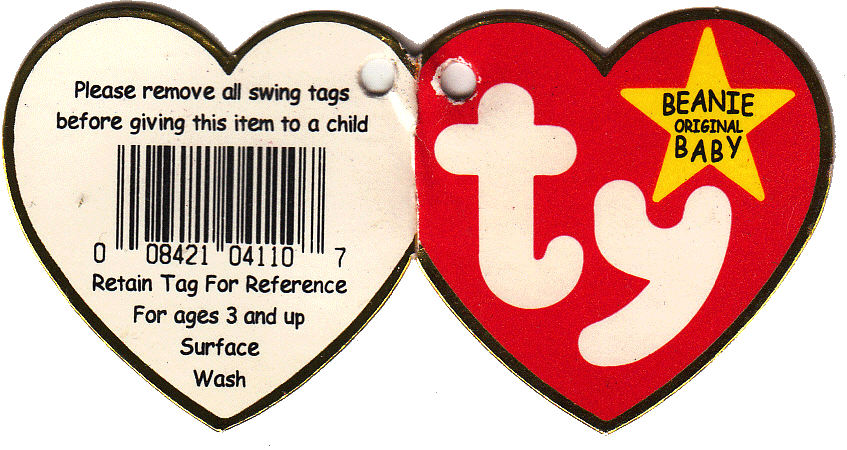 Please remove all swing tags
before giving this item to a child
0 08421 04110 7
Retain Tag For Reference
For ages 3 and up
Surface
Wash
ty
BEANIE
ORIGINAL
BABY